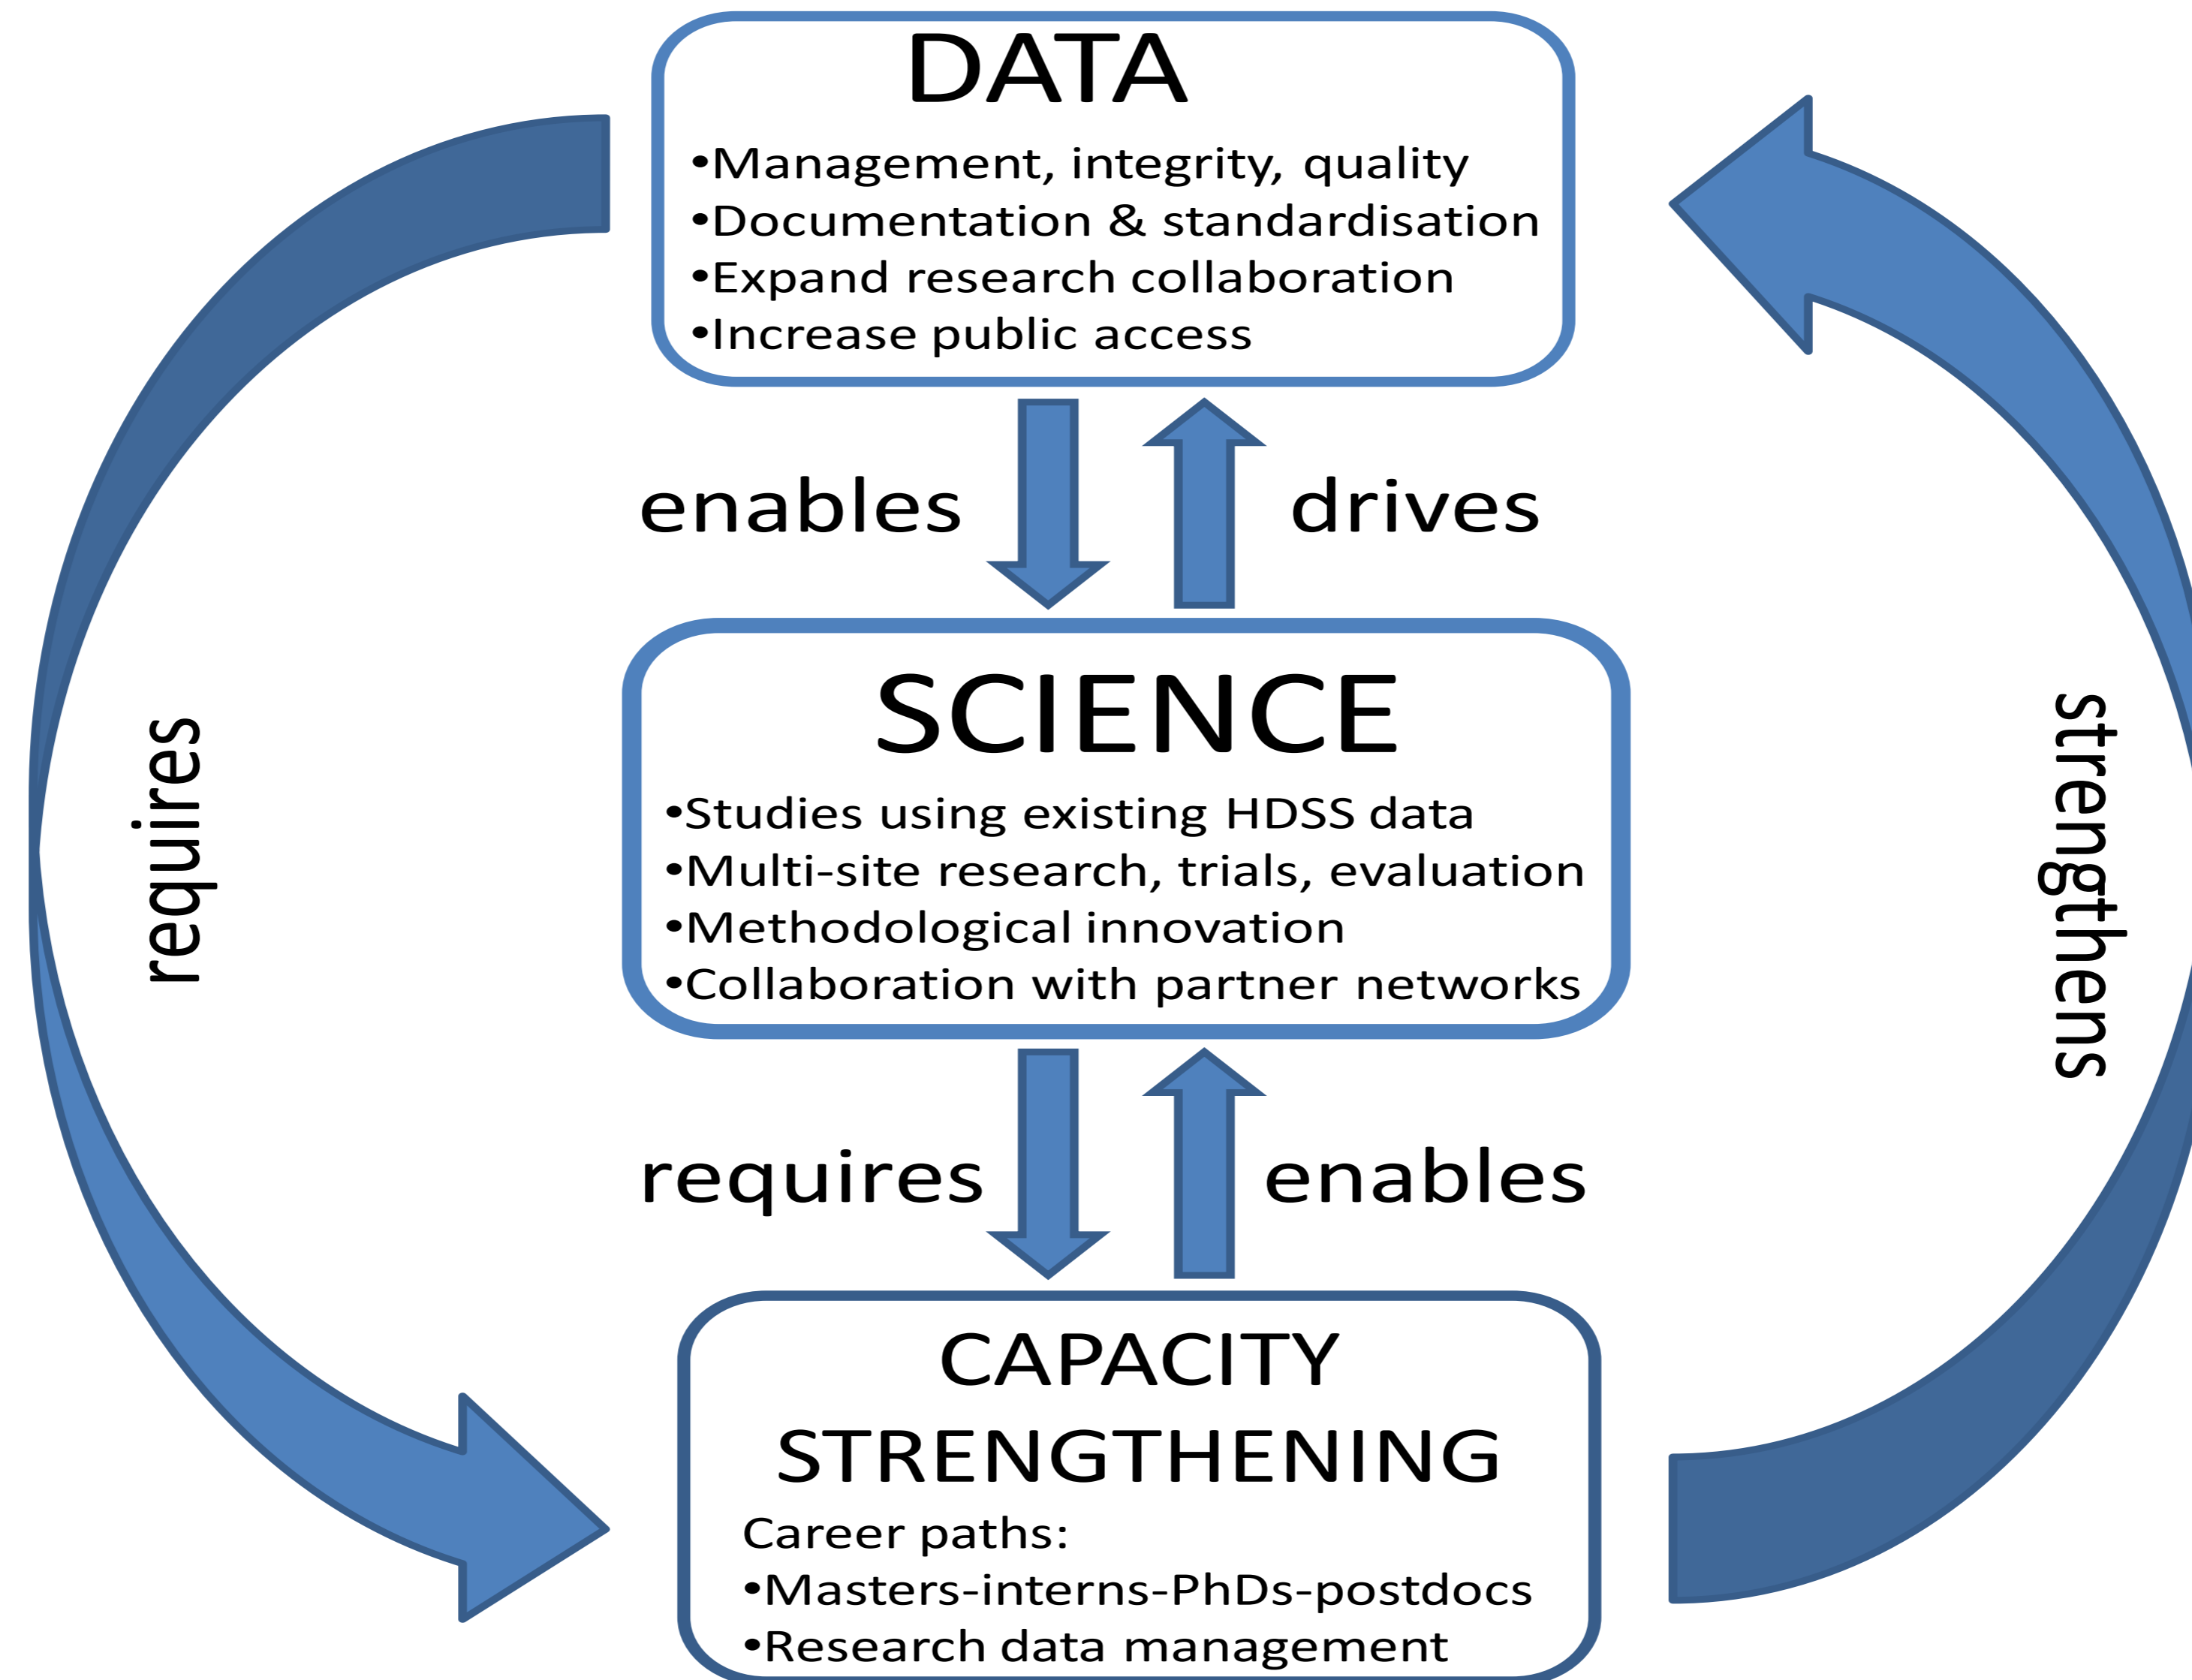 DATA
•Management, integrity, quality
•Documentation & standardisation
•Expand research collaboration
•Increase public access
enables
drives
requires
SCIENCE
•Studies using existing HDSS data
•Multi-site research, trials, evaluation
•Methodological innovation
•Collaboration with partner networks
strengthens
requires
enables
CAPACITY
STRENGTHENING
Career paths:
•Masters-interns-PhDs-postdocs
•Research data management